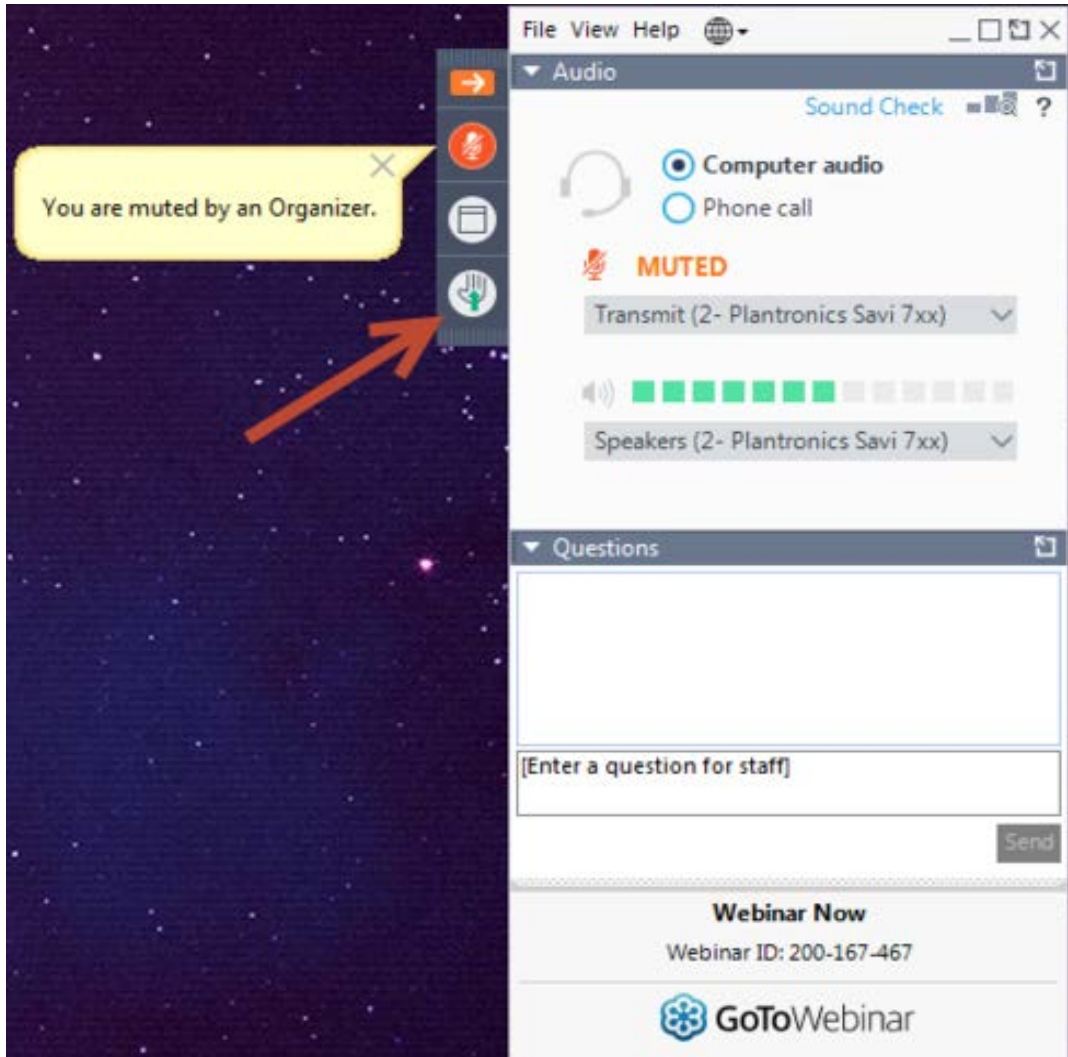 File View Help
Audio
Sound Check ?
You are muted by an Organizer.
Computer audio
Phone call
MUTED
Transmit (2- Plantronics Savi 7xx)
Speakers (2- Plantronics Savi 7xx)
Questions
[Enter a question for staff]
Send
Webinar Now
Webinar ID: 200-167-467
GoToWebinar